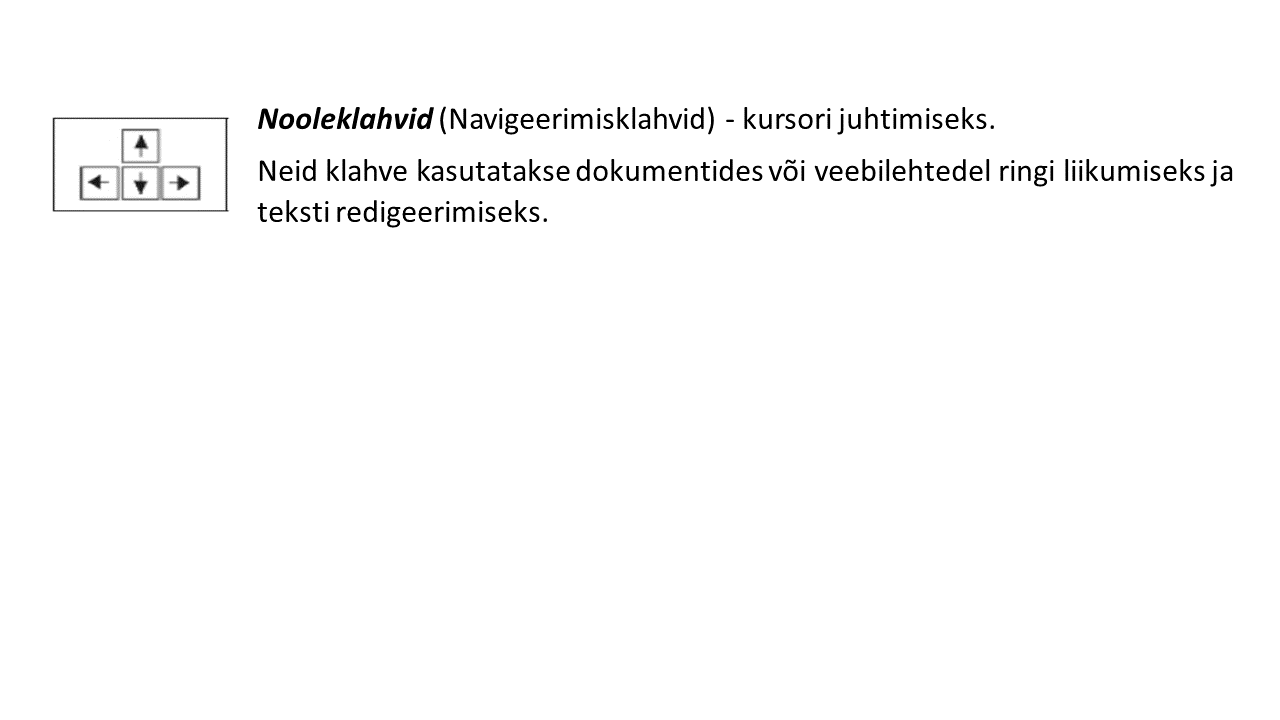 Nooleklahvid (Navigeerimisklahvid) - kursori juhtimiseks.
Neid klahve kasutatakse dokumentides või veebilehtedel ringi liikumiseks ja
teksti redigeerimiseks.